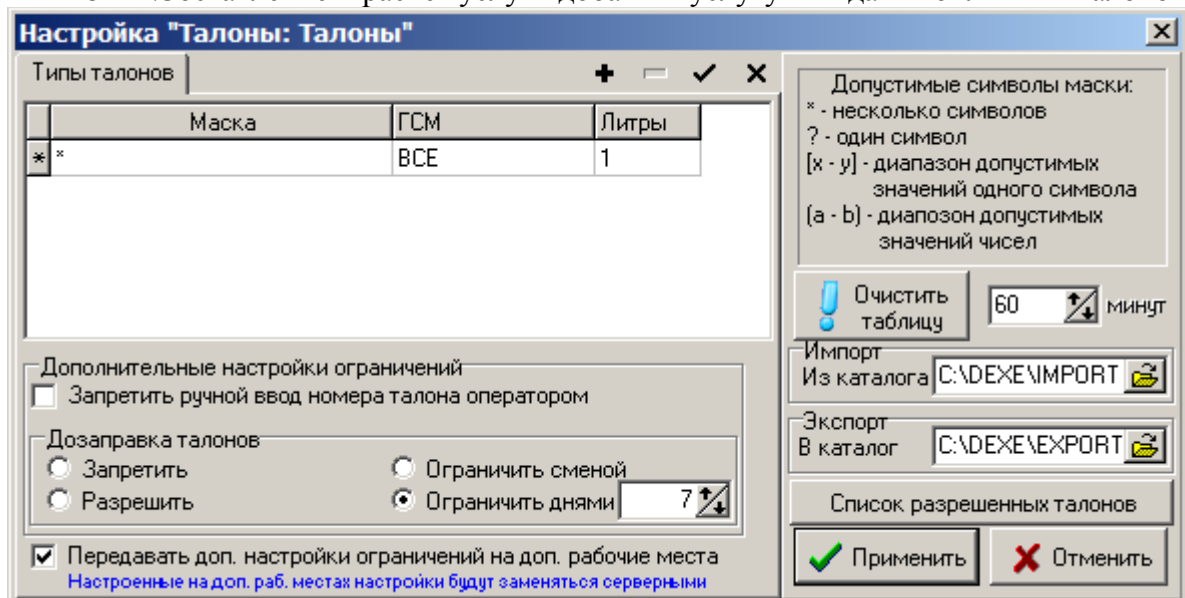 Настройка "Талоны: Талоны"
Типы талонов
Маска ГСМ Литры
* * ВСЕ 1
Дополнительные настройки ограничений
Запретить ручной ввод номера талона оператором
Дозаправка талонов
Запретить Ограничить сменой
Разрешить Ограничить днями 7
Передавать доп. настройки ограничений на доп. рабочие места
Настроенные на доп. раб. местах настройки будут заменяться серверными
Допустимые символы маски:
* - несколько символов
? - один символ
[x - y] - диапазон допустимых
значений одного символа
(a - b) - диапозон допустимых
значений чисел
Очистить
таблицу
60 минут
Импорт
Из каталога C:\DEXE\IMPORT
Экспорт
В каталог C:\DEXE\EXPORT
Список разрешенных талонов
Применить Отменить